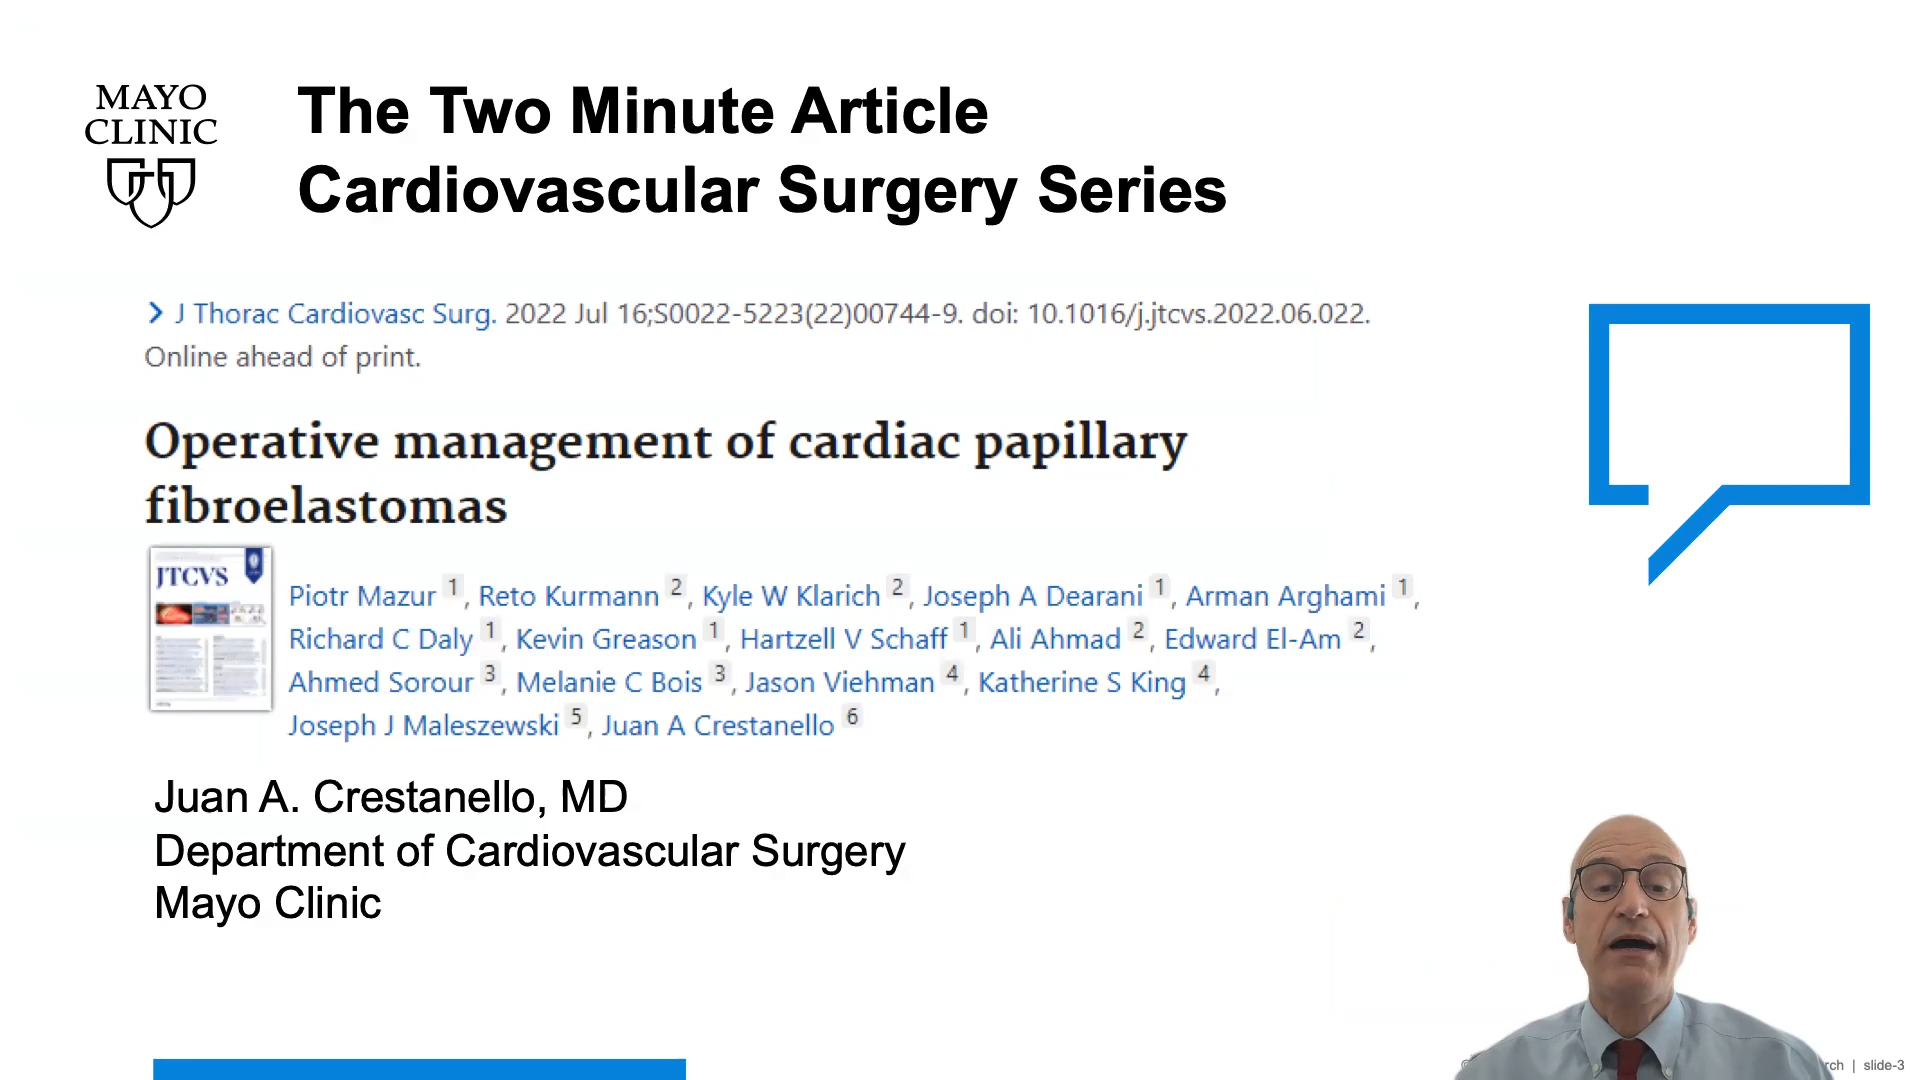 MAYO
CLINIC
The Two Minute Article
Cardiovascular Surgery Series
J Thorac Cardiovasc Surg. 2022 Jul 16;S0022-5223(22)00744-9. doi: 10.1016/j.jtcvs.2022.06.022.
Online ahead of print.
Operative management of cardiac papillary
fibroelastomas
JTCVS
Piotr Mazur 1, Reto Kurmann 2, Kyle W Klarich 2, Joseph A Dearani 1, Arman Arghami 1,
Richard C Daly 1, Kevin Greason 1, Hartzell V Schaff 1, Ali Ahmad 2, Edward El-Am 2,
Ahmed Sorour 3, Melanie C Bois 3, Jason Viehman 4, Katherine S King 4,
Joseph J Maleszewski 5, Juan A Crestanello 6
Juan A. Crestanello, MD
Department of Cardiovascular Surgery
Mayo Clinic
rch | slide-3